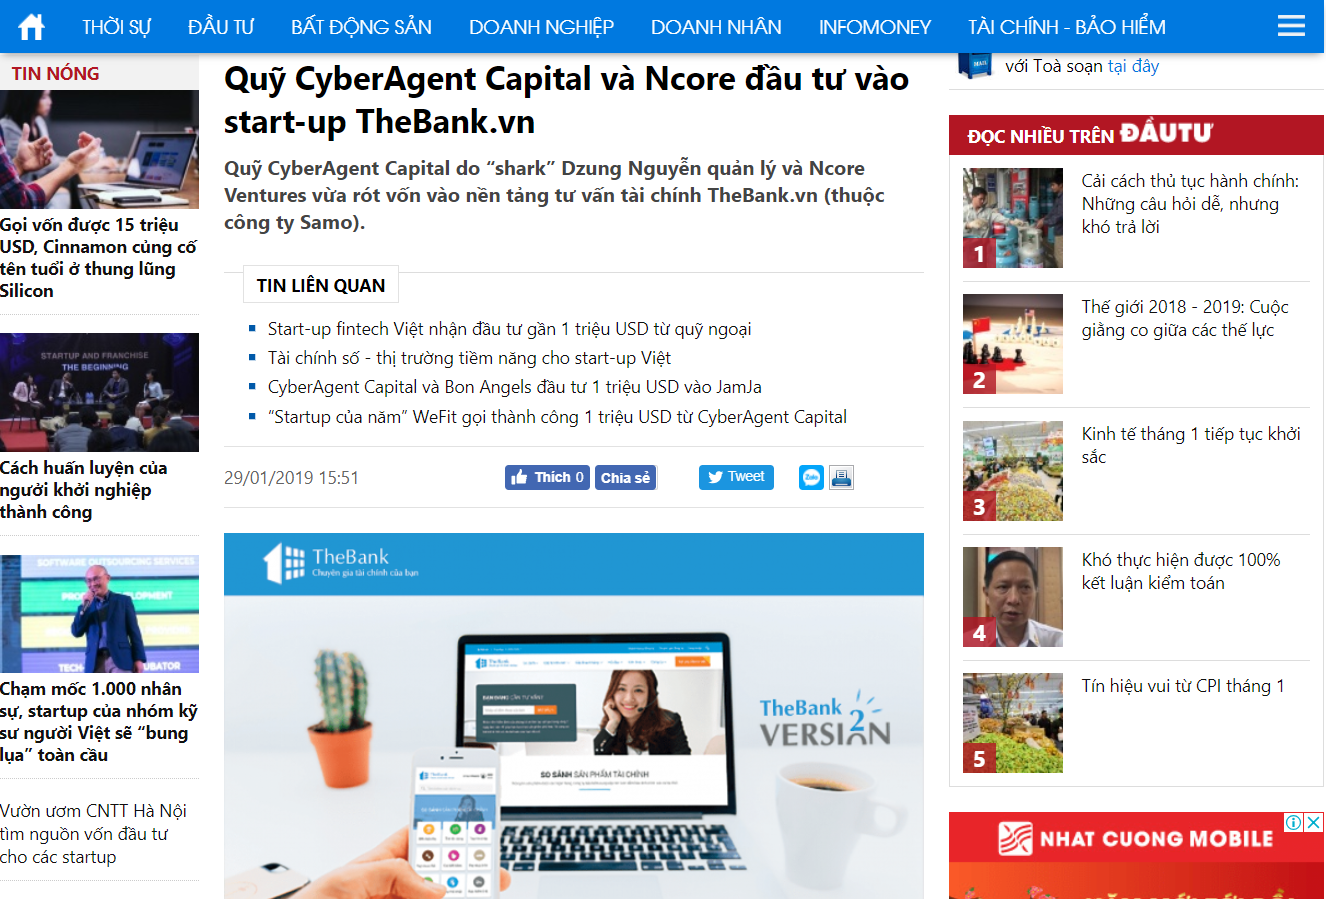 THỜI SỰ ĐẦU TƯ BẤT ĐỘNG SẢN DOANH NGHIỆP DOANH NHÂN INFOMONEY TÀI CHÍNH - BẢO HIỂM
TIN NÓNG
Gọi vốn được 15 triệu
USD, Cinnamon củng cố
tên tuổi ở thung lũng
Silicon
STARTUP AND FRANCHISE
THE BEGINNING
Cách huấn luyện của
người khởi nghiệp
thành công
SOFTWARE OUTSOURCING SERVICES
Chạm mốc 1.000 nhân
sự, startup của nhóm kỹ
sư người Việt sẽ “bung
lụa” toàn cầu
Vườn ươm CNTT Hà Nội
tìm nguồn vốn đầu tư
cho các startup
Quỹ CyberAgent Capital và Ncore đầu tư vào
start-up TheBank.vn
Quỹ CyberAgent Capital do “shark” Dzung Nguyễn quản lý và Ncore
Ventures vừa rót vốn vào nền tảng tư vấn tài chính TheBank.vn (thuộc
công ty Samo).
TIN LIÊN QUAN
Start-up fintech Việt nhận đầu tư gần 1 triệu USD từ quỹ ngoại
Tài chính số - thị trường tiềm năng cho start-up Việt
CyberAgent Capital và Bon Angels đầu tư 1 triệu USD vào JamJa
“Startup của năm” WeFit gọi thành công 1 triệu USD từ CyberAgent Capital
29/01/2019 15:51
Thích 0 Chia sẻ Tweet Zalo
TheBank
Chuyên gia tài chính của bạn
TheBank
SO SÁNH SẢN PHẨM TÀI CHÍNH
TheBank 2
VERSION
với Toà soạn tại đây
ĐỌC NHIỀU TRÊN ĐẦUTƯ
1
Cải cách thủ tục hành chính:
Những câu hỏi dễ, nhưng
khó trả lời
2
Thế giới 2018 - 2019: Cuộc
giằng co giữa các thế lực
3
Kinh tế tháng 1 tiếp tục khởi
sắc
4
Khó thực hiện được 100%
kết luận kiểm toán
5
Tín hiệu vui từ CPI tháng 1
NHAT CUONG MOBILE